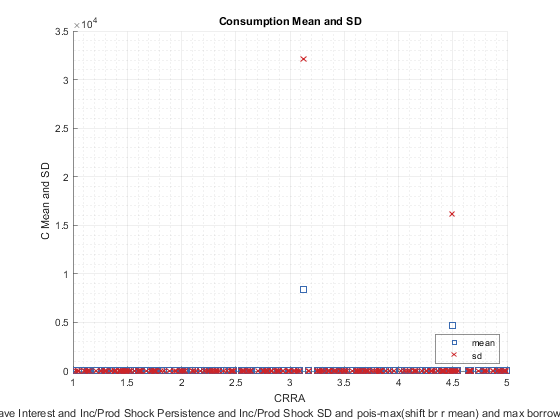 Consumption Mean and SD
×10⁴
3.5
3
2.5
2
1.5
1
0.5
0
C Mean and SD
1 1.5 2 2.5 3 3.5 4 4.5 5
CRRA
mean
sd
ave Interest and Inc/Prod Shock Persistence and Inc/Prod Shock SD and pois-max(shift br r mean) and max borrow